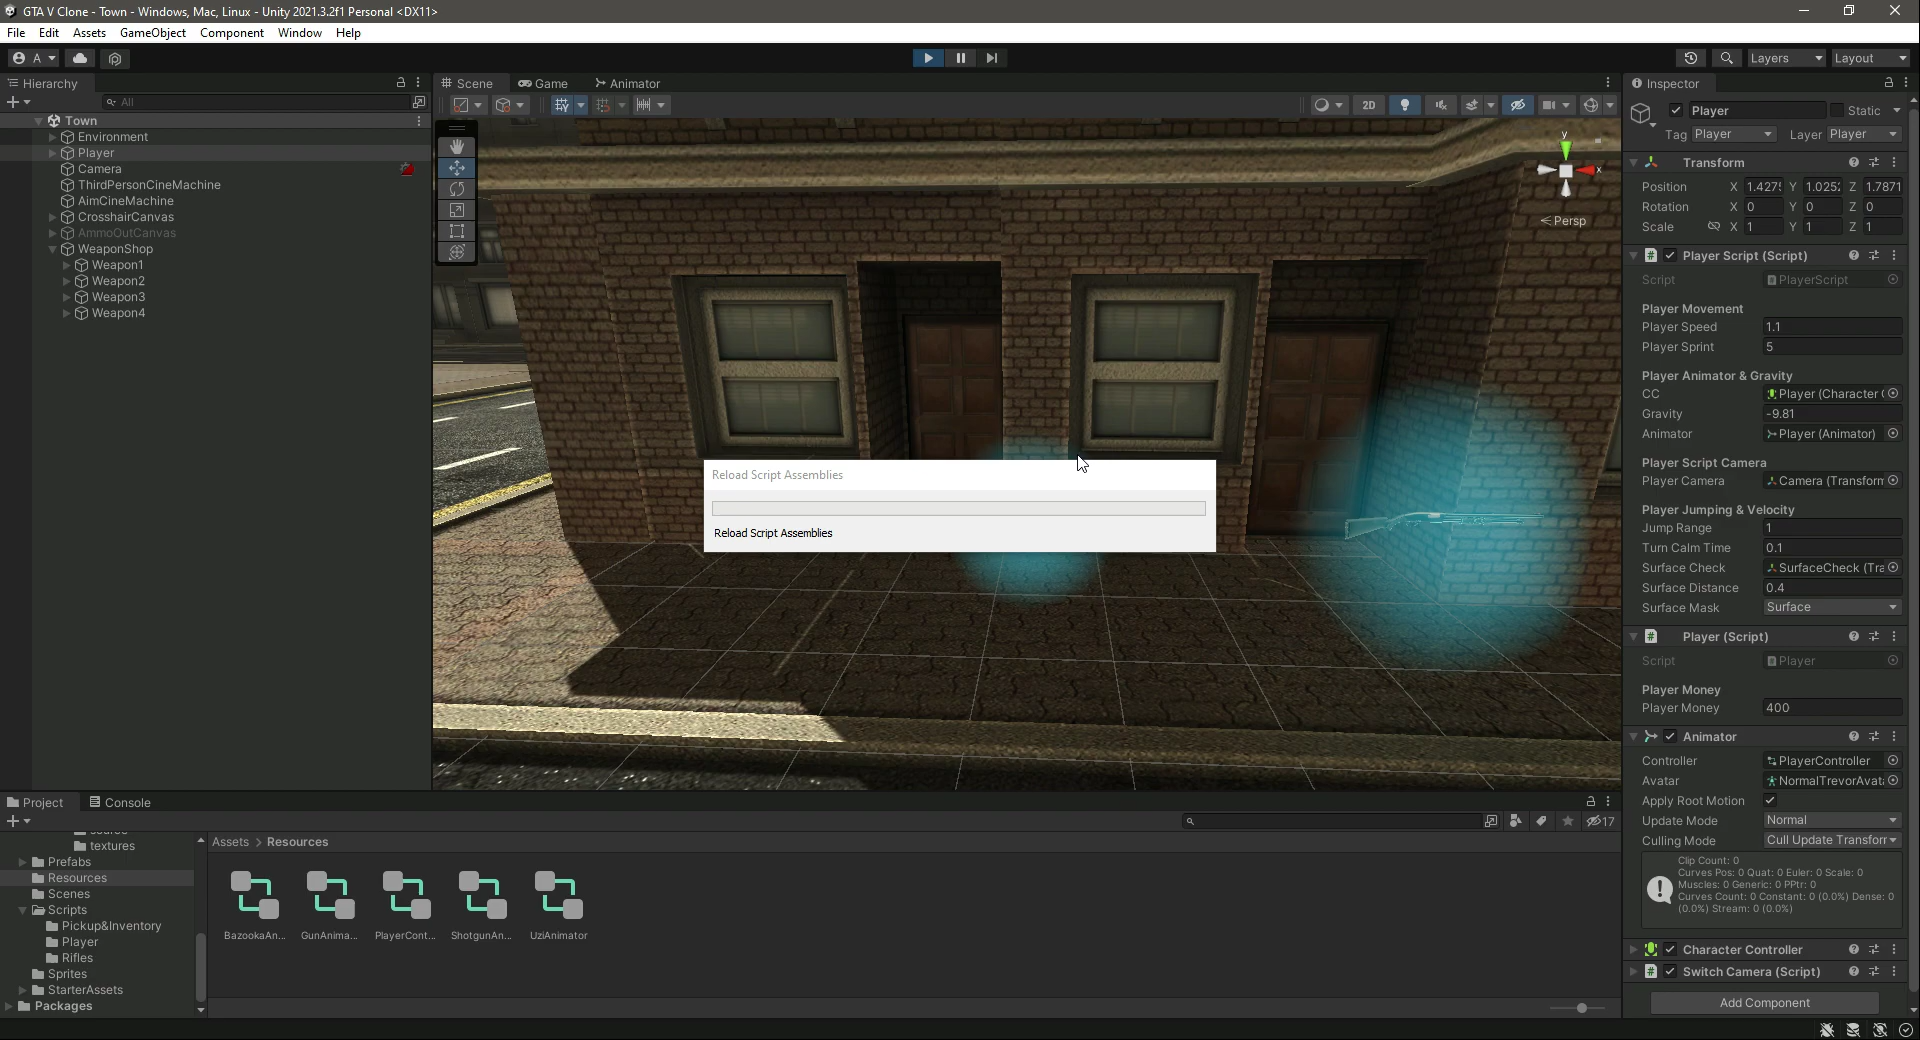 GTA V Clone - Town - Windows, Mac, Linux - Unity 2021.3.2f1 Personal <DX11>
File Edit Assets GameObject Component Window Help
A
Layers
Layout
Hierarchy
Scene
Game
Animator
Inspector
All
2D
Town
Environment
Player
Camera
ThirdPersonCineMachine
AimCineMachine
CrosshairCanvas
AmmoOutCanvas
WeaponShop
Weapon1
Weapon2
Weapon3
Weapon4
y
x
< Persp
Reload Script Assemblies
Reload Script Assemblies
Player
Static
Tag Player Layer Player
Transform
Position X 1.427 Y 1.025 Z 1.7871
Rotation X 0 Y 0 Z 0
Scale X 1 Y 1 Z 1
Player Script (Script)
Script PlayerScript
Player Movement
Player Speed 1.1
Player Sprint 5
Player Animator & Gravity
CC Player (Character
Gravity -9.81
Animator Player (Animator)
Player Script Camera
Player Camera Camera (Transform
Player Jumping & Velocity
Jump Range 1
Turn Calm Time 0.1
Surface Check SurfaceCheck (Tra
Surface Distance 0.4
Surface Mask Surface
Player (Script)
Script Player
Player Money
Player Money 400
Animator
Controller PlayerController
Avatar NormalTrevorAvat
Apply Root Motion
Update Mode Normal
Culling Mode Cull Update Transform
Clip Count: 0
Curves Pos: 0 Quat: 0 Euler: 0 Scale: 0
Muscles: 0 Generic: 0 PPtr: 0
Curves Count: 0 Constant: 0 (0.0%) Dense: 0
(0.0%) Stream: 0 (0.0%)
Character Controller
Switch Camera (Script)
Add Component
Project
Console
17
source
textures
Prefabs
Resources
Scenes
Scripts
Pickup&Inventory
Player
Rifles
Sprites
StarterAssets
Packages
Assets > Resources
BazookaAn...
GunAnima...
PlayerCont...
ShotgunAn...
UziAnimator